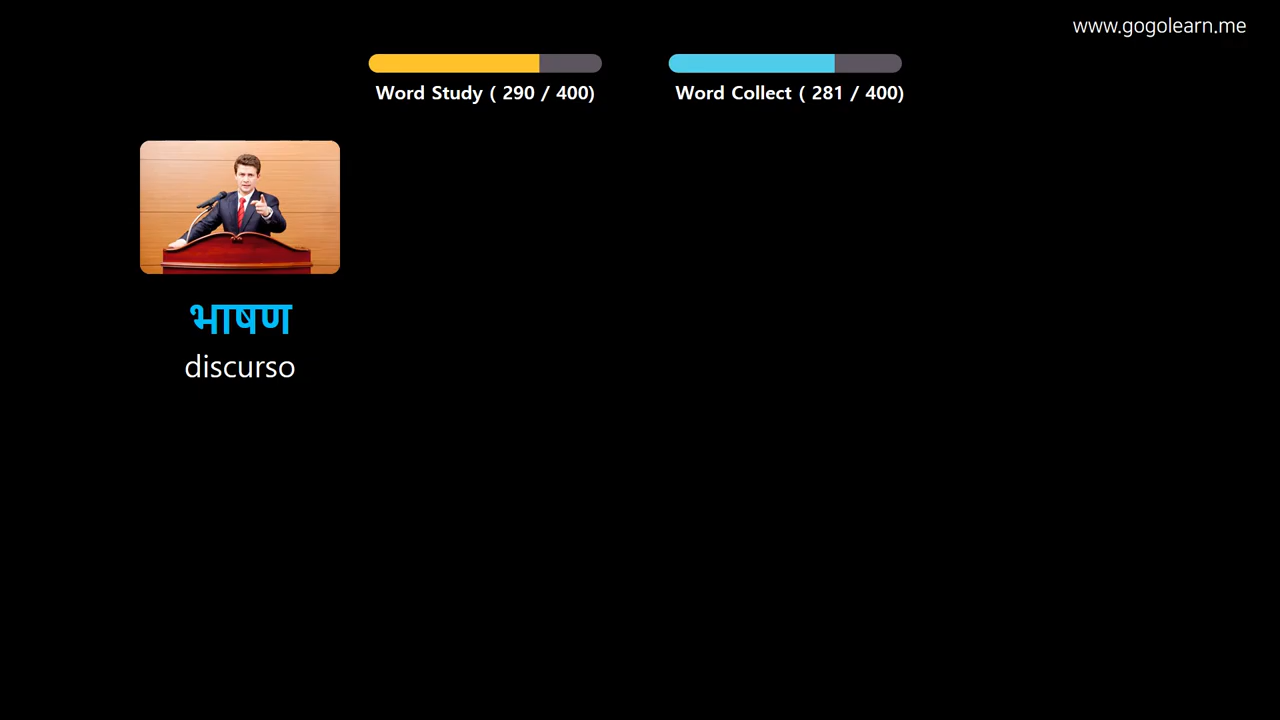 www.gogolearn.me
Word Study ( 290 / 400)
Word Collect ( 281 / 400)
भाषण
discurso